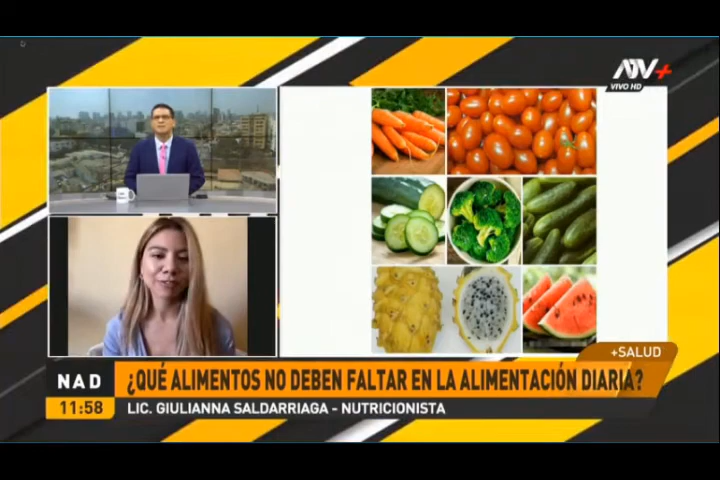 ATV+
VIVO HD
+SALUD
NAD
¿QUÉ ALIMENTOS NO DEBEN FALTAR EN LA ALIMENTACIÓN DIARIA?
11:58
LIC. GIULIANNA SALDARRIAGA - NUTRICIONISTA